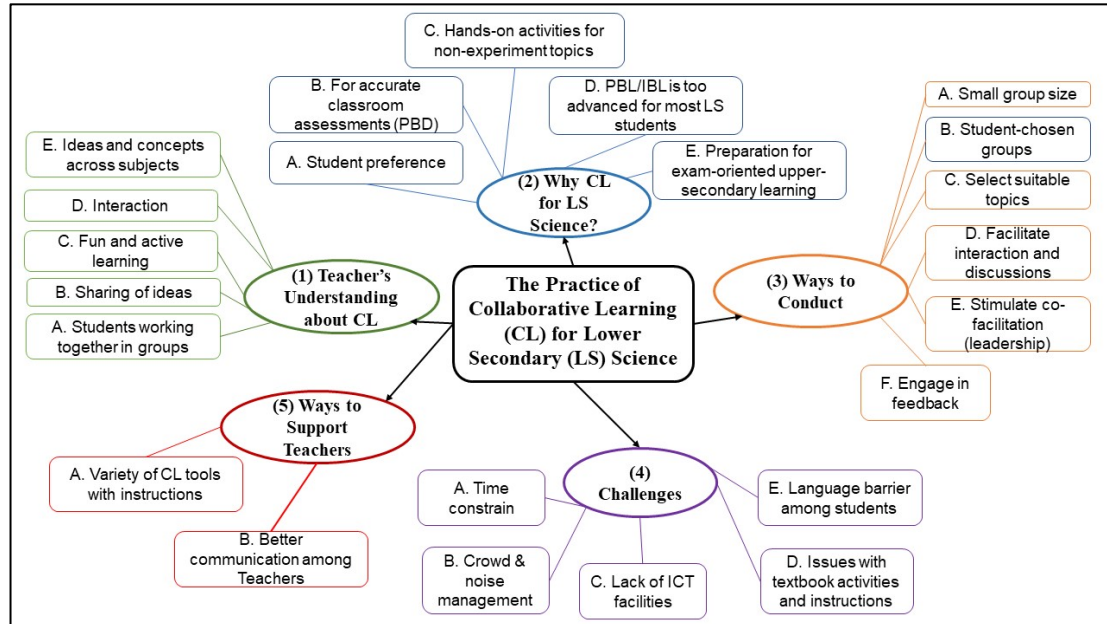 The Practice of
Collaborative Learning
(CL) for Lower
Secondary (LS) Science
(1) Teacher's
Understanding
about CL
E. Ideas and concepts
across subjects
D. Interaction
C. Fun and active
learning
B. Sharing of ideas
A. Students working
together in groups
(2) Why CL
for LS
Science?
C. Hands-on activities for
non-experiment topics
B. For accurate
classroom
assessments (PBD)
D. PBL/IBL is too
advanced for most LS
students
A. Student preference
E. Preparation for
exam-oriented upper-
secondary learning
(3) Ways to
Conduct
A. Small group size
B. Student-chosen
groups
C. Select suitable
topics
D. Facilitate
interaction and
discussions
E. Stimulate co-
facilitation
(leadership)
F. Engage in
feedback
(4)
Challenges
A. Time
constrain
B. Crowd &
noise
management
C. Lack of ICT
facilities
D. Issues with
textbook activities
and instructions
E. Language barrier
among students
(5) Ways to
Support
Teachers
A. Variety of CL tools
with instructions
B. Better
communication among
Teachers